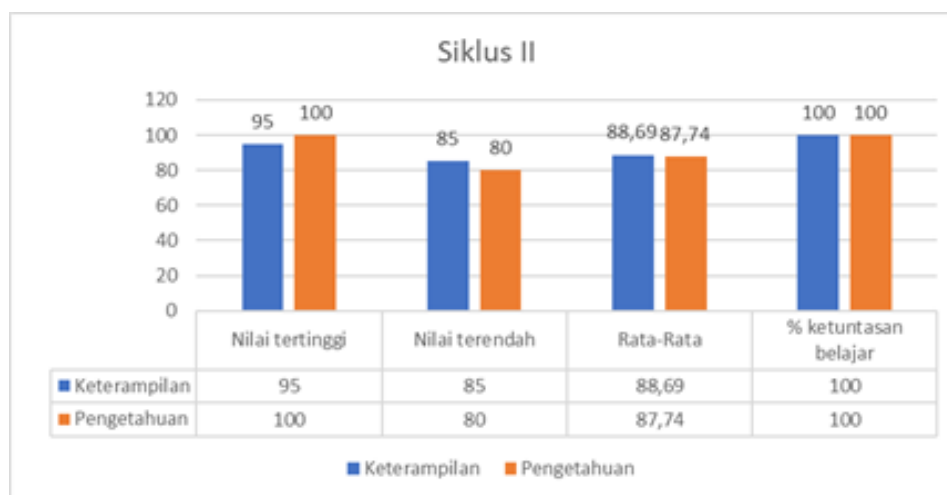 Siklus II
120
100
80
60
40
20
0
95
100
85
80
88,69
87,74
100
100
Nilai tertinggi
Nilai terendah
Rata-Rata
% ketuntasan
belajar
Keterampilan 95 85 88,69 100
Pengetahuan 100 80 87,74 100
Keterampilan Pengetahuan